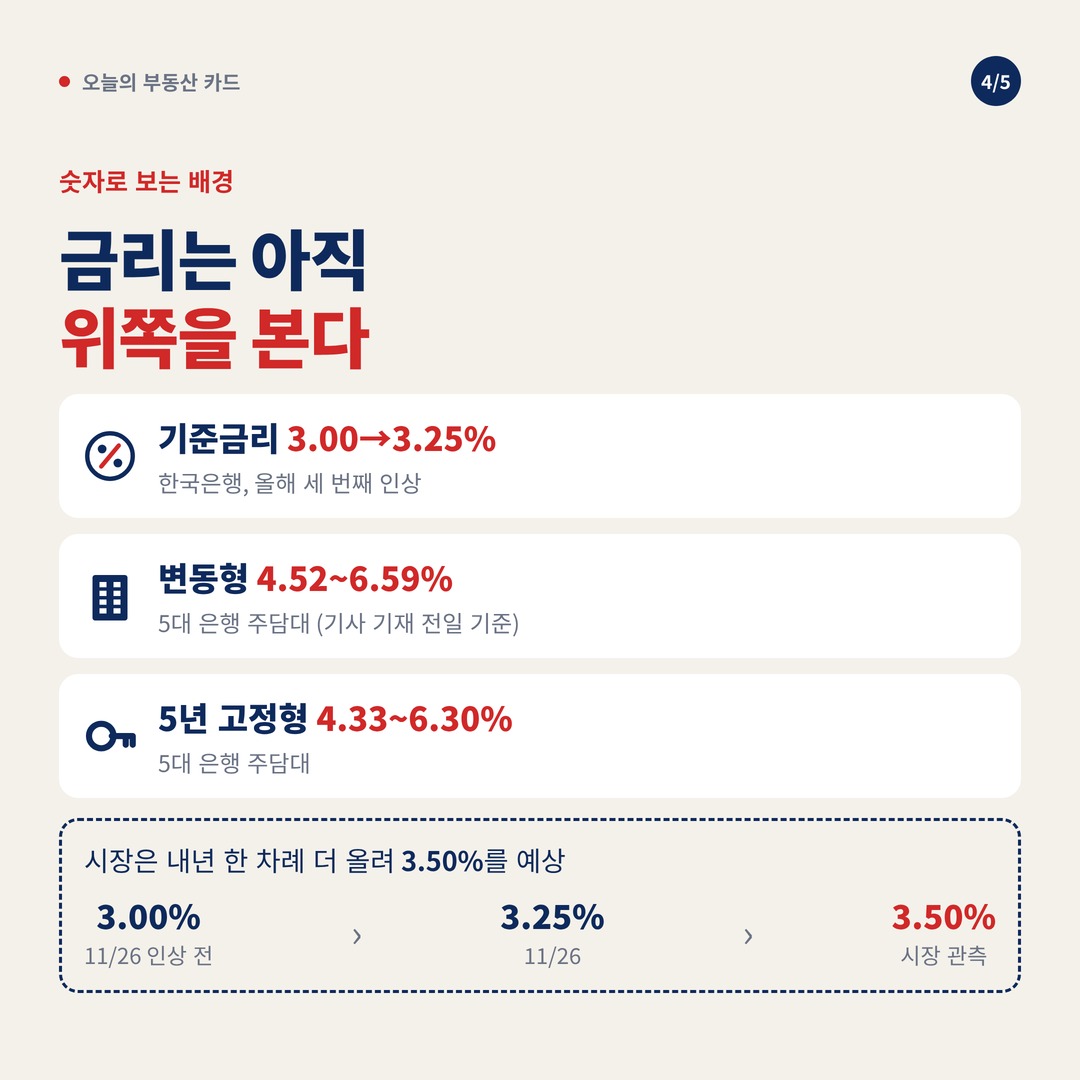 오늘의 부동산 카드
4/5
숫자로 보는 배경
금리는 아직
위쪽을 본다
기준금리 3.00→3.25%
한국은행, 올해 세 번째 인상
변동형 4.52~6.59%
5대 은행 주담대 (기사 기재 전일 기준)
5년 고정형 4.33~6.30%
5대 은행 주담대
시장은 내년 한 차례 더 올려 3.50%를 예상
3.00% › 3.25% › 3.50%
11/26 인상 전 11/26 시장 관측